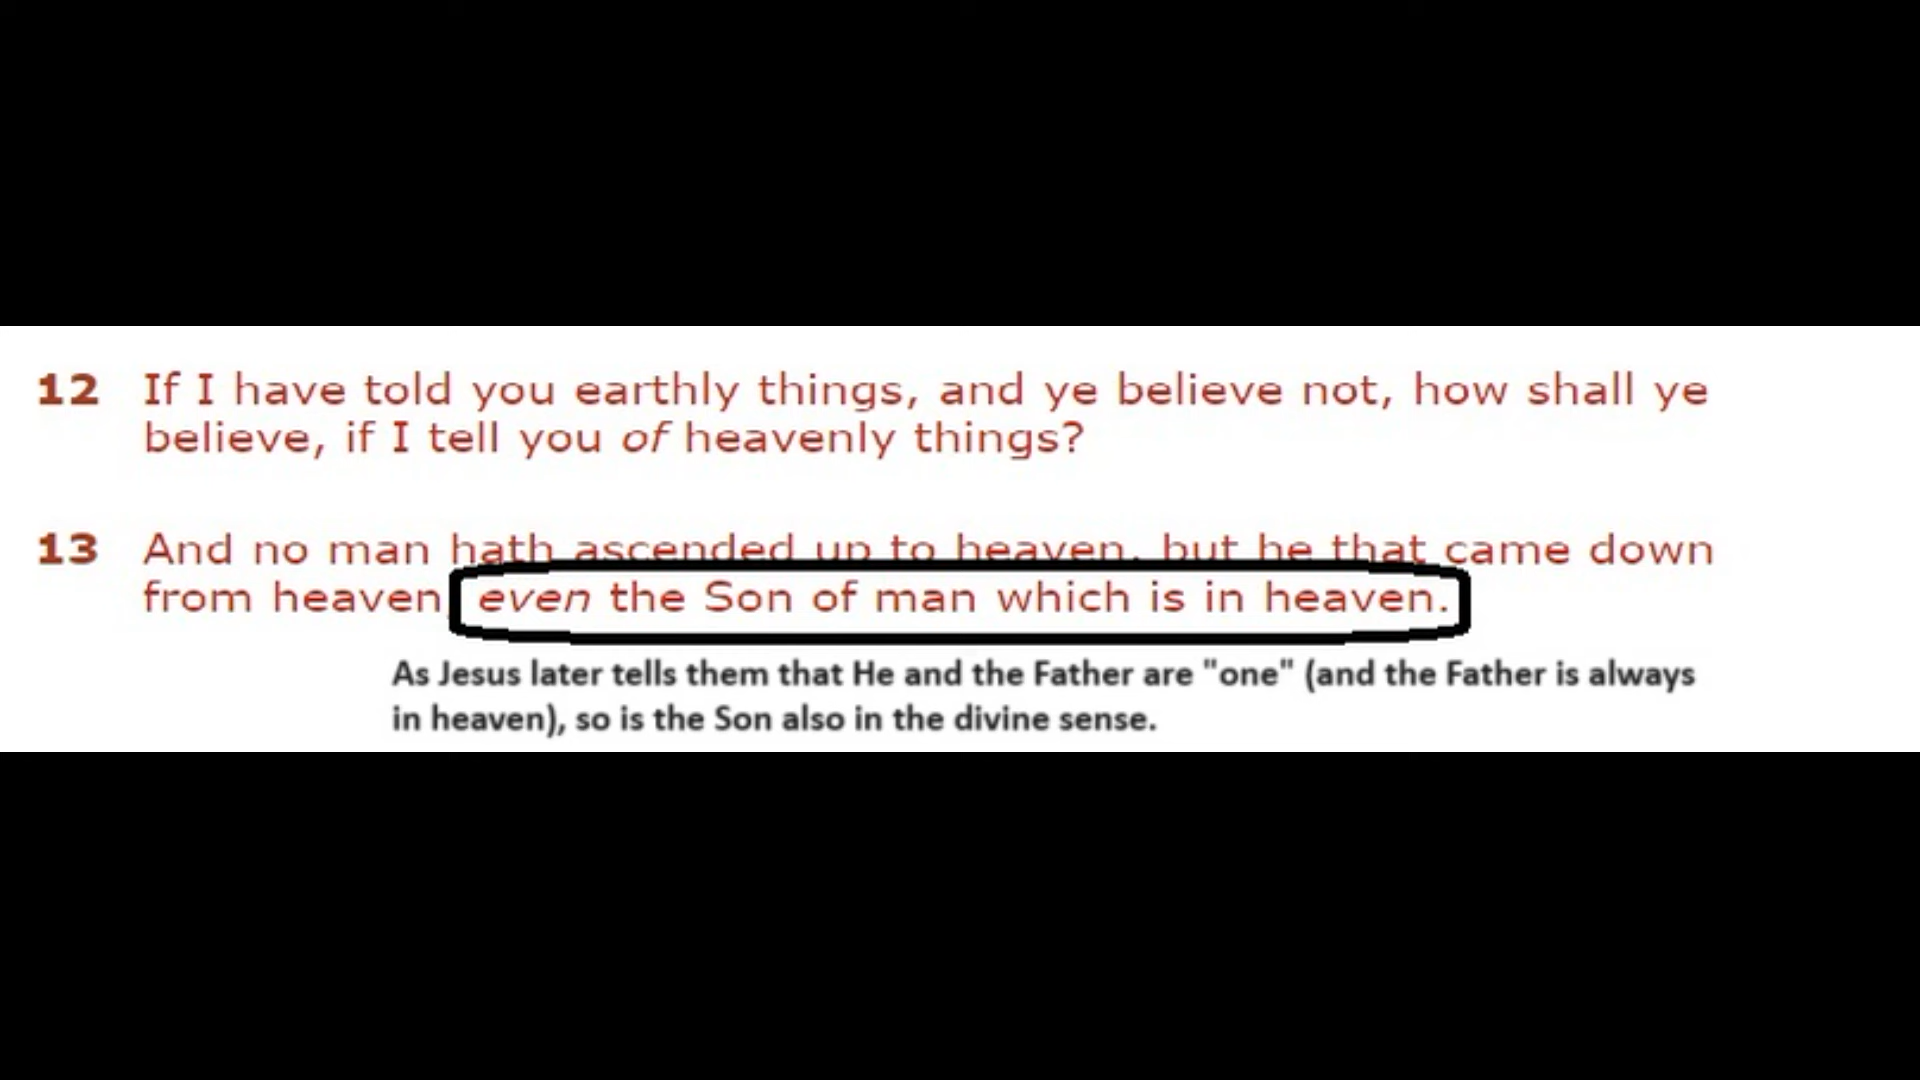 12 If I have told you earthly things, and ye believe not, how shall ye
believe, if I tell you of heavenly things?
13 And no man hath ascended up to heaven, but he that came down
from heaven, even the Son of man which is in heaven.
As Jesus later tells them that He and the Father are "one" (and the Father is always
in heaven), so is the Son also in the divine sense.